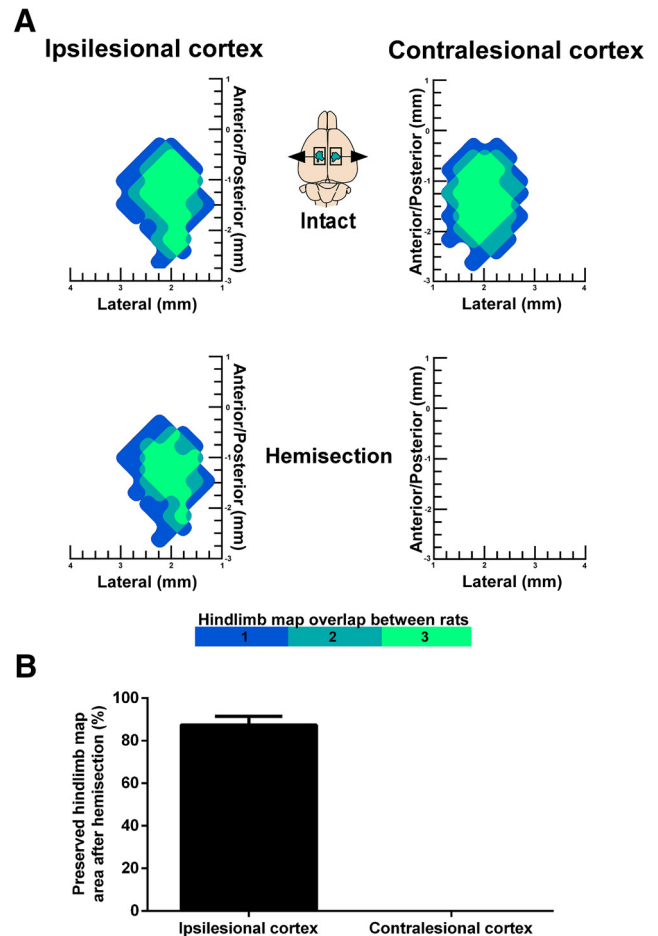 A
Ipsilesional cortex
Contralesional cortex
1
0
-1
-2
-3
Anterior/Posterior (mm)
4 3 2 1
Lateral (mm)
Intact
Anterior/Posterior (mm)
1
0
-1
-2
-3
1 2 3 4
Lateral (mm)
1
0
-1
-2
-3
Anterior/Posterior (mm)
4 3 2 1
Lateral (mm)
Hemisection
Anterior/Posterior (mm)
1
0
-1
-2
-3
1 2 3 4
Lateral (mm)
Hindlimb map overlap between rats
1 2 3
B
Preserved hindlimb map
area after hemisection (%)
100
80
60
40
20
0
Ipsilesional cortex Contralesional cortex